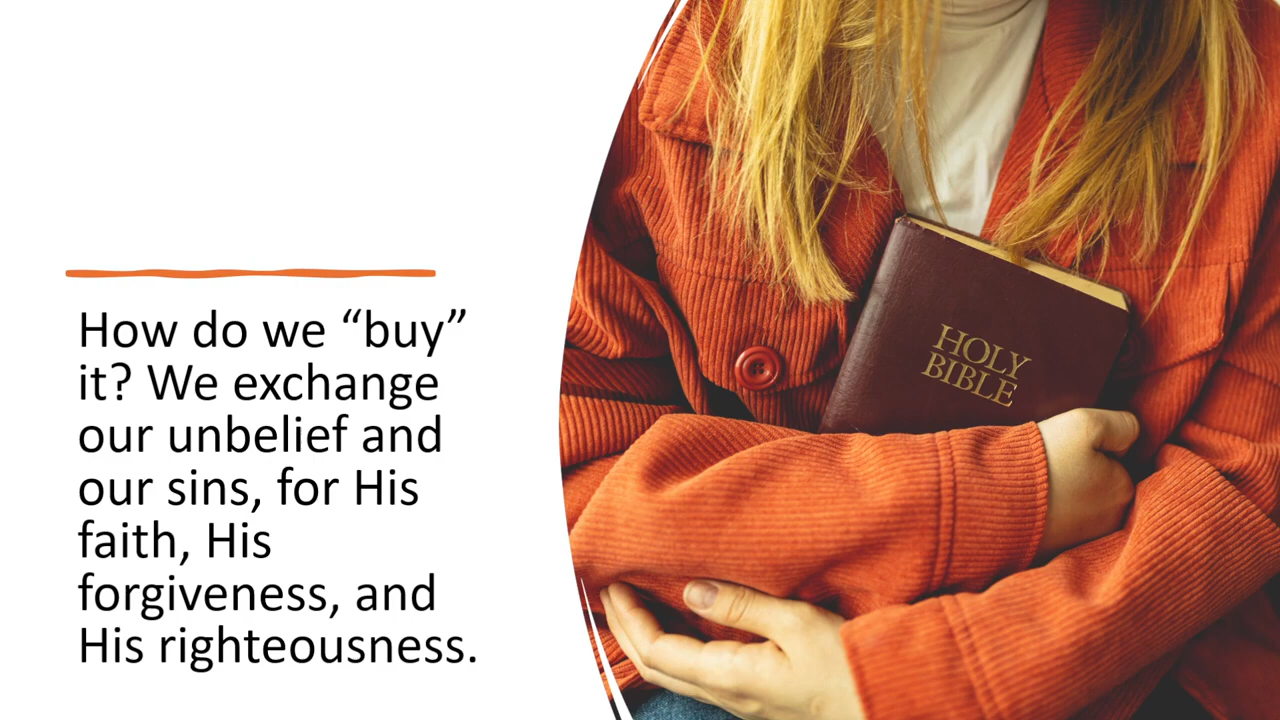 How do we “buy”
it? We exchange
our unbelief and
our sins, for His
faith, His
forgiveness, and
His righteousness.
HOLY
BIBLE